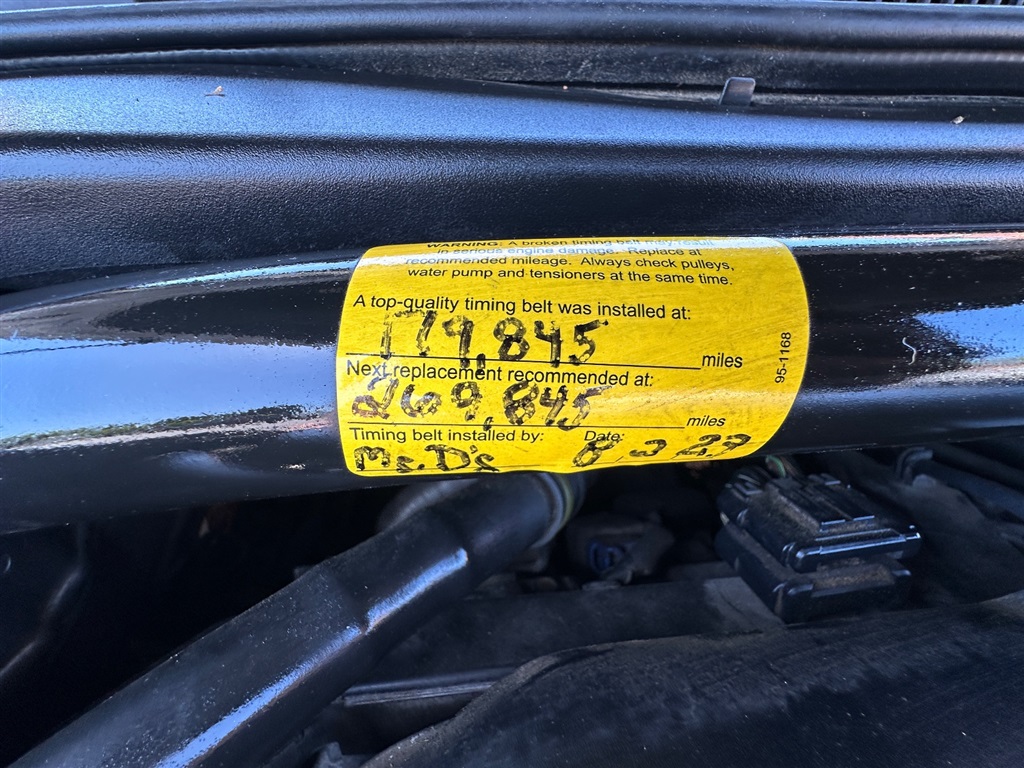 WARNING: A broken timing belt may result
in serious engine damage. Replace at
recommended mileage. Always check pulleys,
water pump and tensioners at the same time.
A top-quality timing belt was installed at:
179,845 miles
Next replacement recommended at:
269,845 miles
Timing belt installed by: Date:
Mr. D's 8 3 23
95-1168